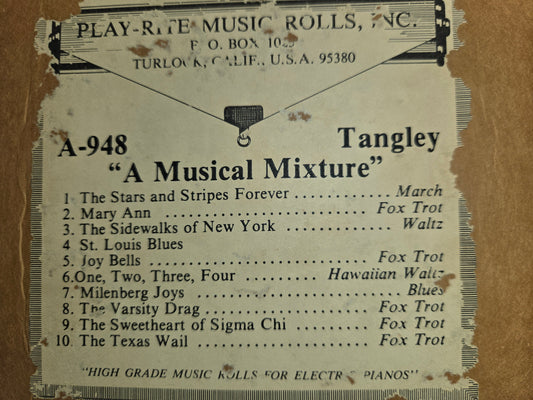 PLAY-RITE MUSIC ROLLS, INC.
P. O. BOX 1025
TURLOCK, CALIF., U.S.A. 95380
A-948 Tangley
"A Musical Mixture"
1. The Stars and Stripes Forever ............ March
2. Mary Ann ......................... Fox Trot
3. The Sidewalks of New York ............. Waltz
4. St. Louis Blues
5. Joy Bells ........................... Fox Trot
6.One, Two, Three, Four ......... Hawaiian Waltz
7. Milenberg Joys ......................... Blues
8. The Varsity Drag .................... Fox Trot
9. The Sweetheart of Sigma Chi ......... Fox Trot
10. The Texas Wail ..................... Fox Trot
"HIGH GRADE MUSIC ROLLS FOR ELECTRIC PIANOS"